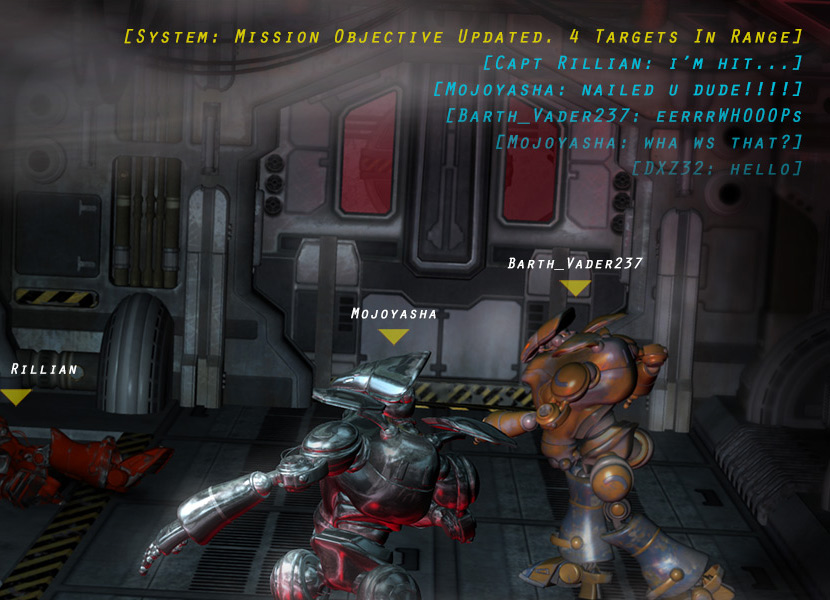 [System: Mission Objective Updated. 4 Targets In Range]
[Capt Rillian: i'm hit...]
[Mojoyasha: nailed u dude!!!!]
[Barth_Vader237: eerrrWHOOOPs
[Mojoyasha: wha ws that?]
[DXZ32: hello]
Barth_Vader237
Mojoyasha
Rillian